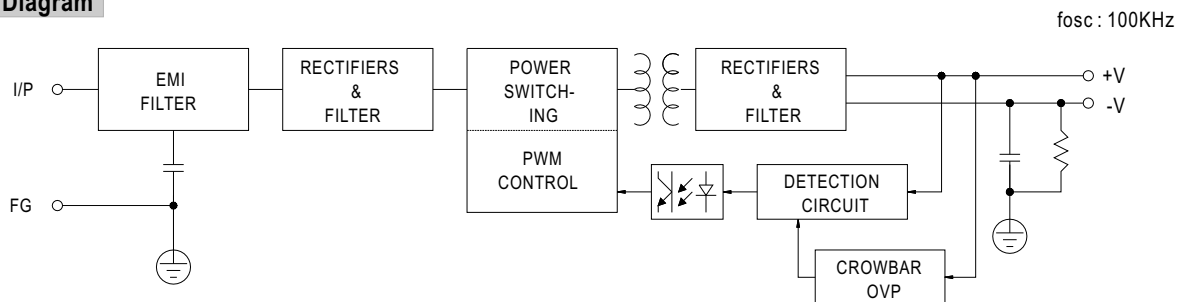 Diagram
fosc : 100KHz
I/P
EMI
FILTER
RECTIFIERS
&
FILTER
POWER
SWITCH-
ING
PWM
CONTROL
RECTIFIERS
&
FILTER
+V
-V
DETECTION
CIRCUIT
CROWBAR
OVP
FG